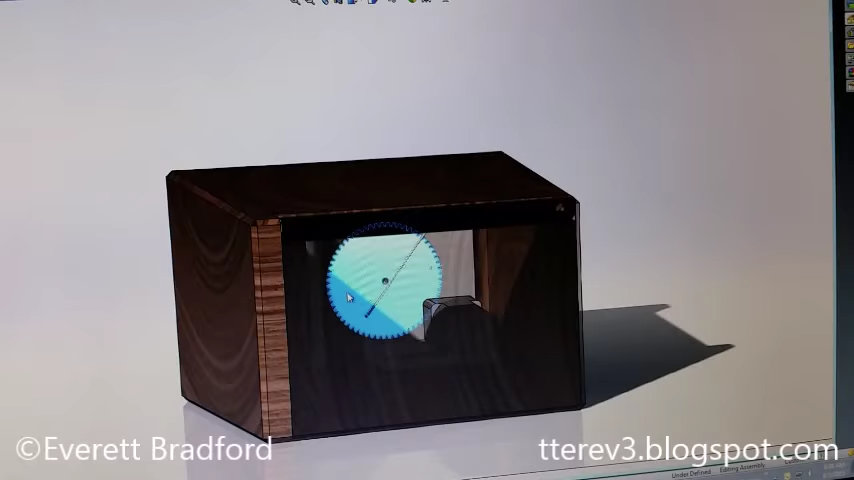 Under Defined Editing Assembly
©Everett Bradford
tterev3.blogspot.com